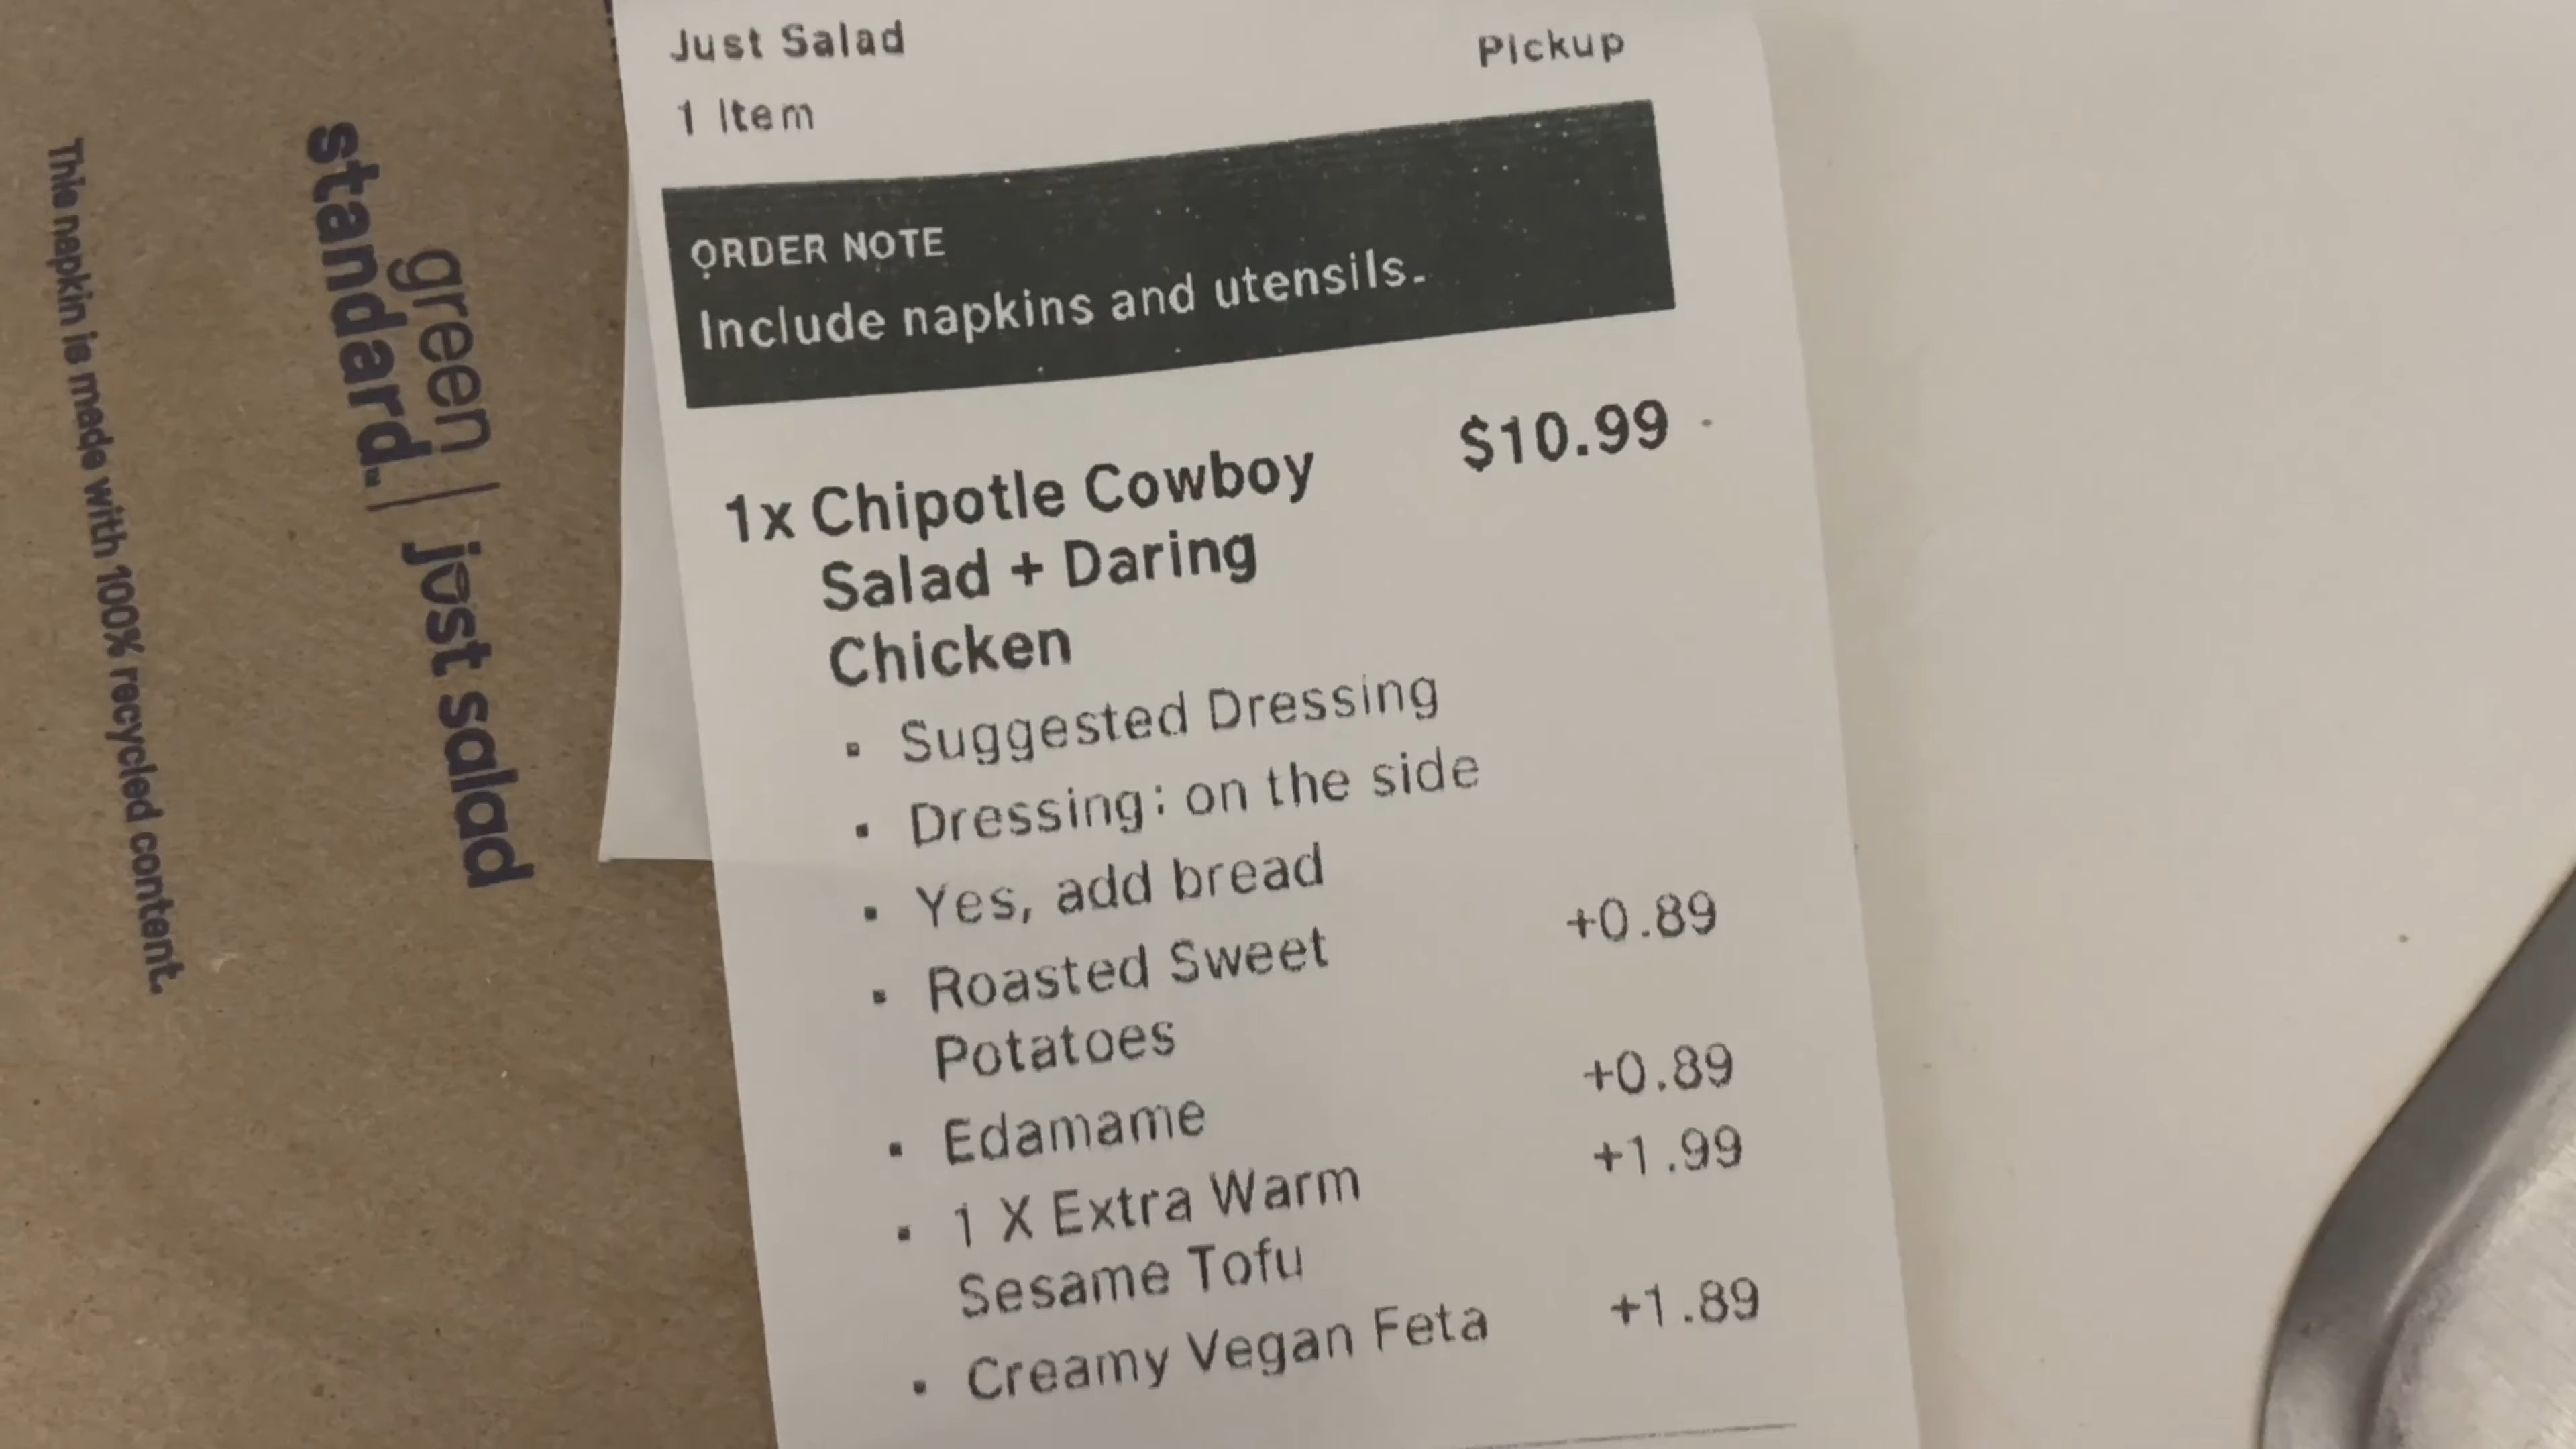 Just Salad
Pickup
1 Item
ORDER NOTE
Include napkins and utensils.
1x Chipotle Cowboy $10.99
Salad + Daring
Chicken
▪ Suggested Dressing
▪ Dressing: on the side
▪ Yes, add bread
▪ Roasted Sweet +0.89
Potatoes
▪ Edamame +0.89
▪ 1 X Extra Warm +1.99
Sesame Tofu
▪ Creamy Vegan Feta +1.89
green
standard.
just salad
This napkin is made with 100% recycled content.